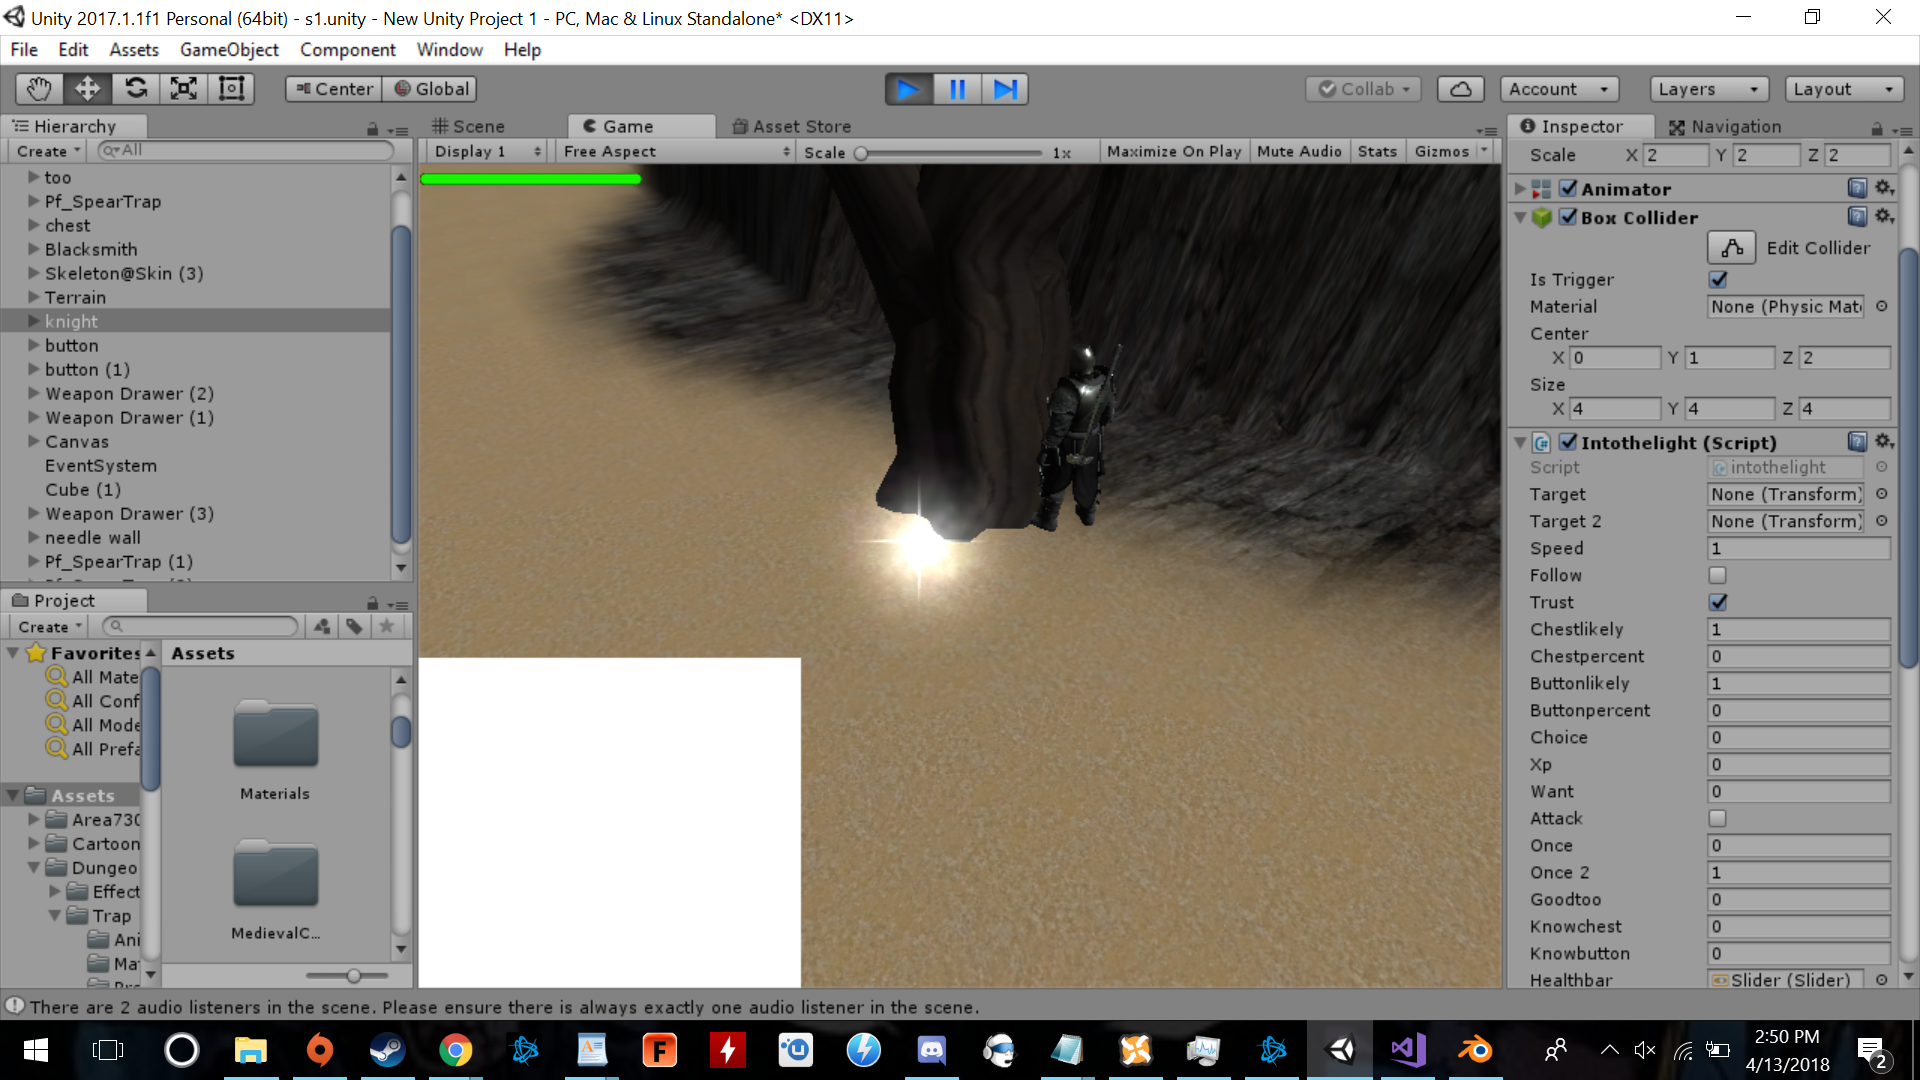 Unity 2017.1.1f1 Personal (64bit) - s1.unity - New Unity Project 1 - PC, Mac & Linux Standalone* <DX11>
File Edit Assets GameObject Component Window Help
Center Global Collab Account Layers Layout
Hierarchy
Create All
too
Pf_SpearTrap
chest
Blacksmith
Skeleton@Skin (3)
Terrain
knight
button
button (1)
Weapon Drawer (2)
Weapon Drawer (1)
Canvas
EventSystem
Cube (1)
Weapon Drawer (3)
needle wall
Pf_SpearTrap (1)
Project
Create
Favorites
All Mate
All Conf
All Mode
All Prefa
Assets
Area730
Cartoon
Dungeo
Effect
Trap
Ani
Ma
Assets
Materials
MedievalC...
Scene Game Asset Store
Display 1 Free Aspect Scale 1x Maximize On Play Mute Audio Stats Gizmos
Inspector Navigation
Scale X 2 Y 2 Z 2
Animator
Box Collider
Edit Collider
Is Trigger
Material None (Physic Mat
Center
X 0 Y 1 Z 2
Size
X 4 Y 4 Z 4
Intothelight (Script)
Script intothelight
Target None (Transform)
Target 2 None (Transform)
Speed 1
Follow
Trust
Chestlikely 1
Chestpercent 0
Buttonlikely 1
Buttonpercent 0
Choice 0
Xp 0
Want 0
Attack
Once 0
Once 2 1
Goodtoo 0
Knowchest 0
Knowbutton 0
Healthbar Slider (Slider)
There are 2 audio listeners in the scene. Please ensure there is always exactly one audio listener in the scene.
2:50 PM
4/13/2018
2